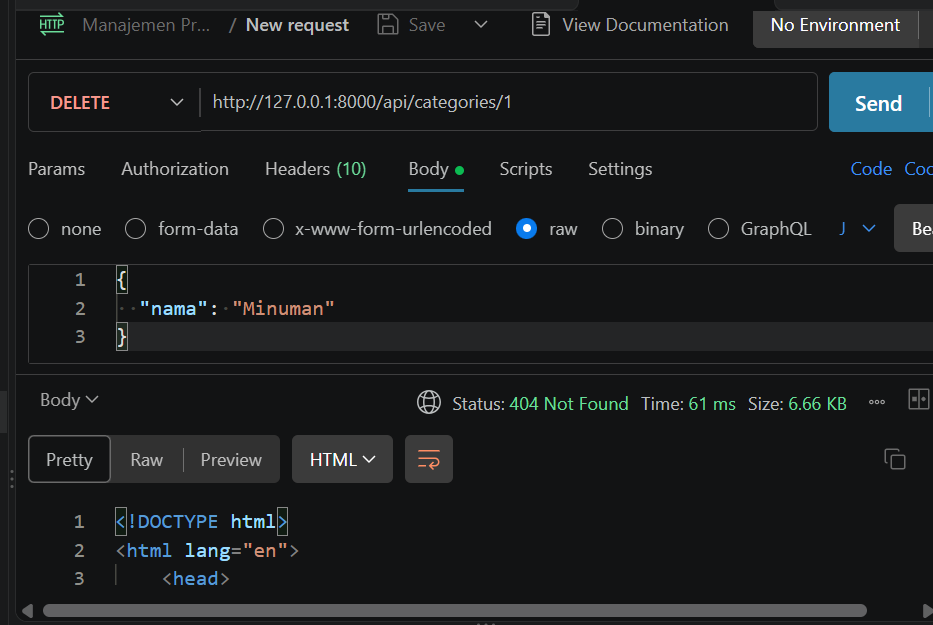 HTTP Manajemen Pr... / New request Save View Documentation No Environment
DELETE http://127.0.0.1:8000/api/categories/1 Send
Params Authorization Headers (10) Body Scripts Settings Code Coo
none form-data x-www-form-urlencoded raw binary GraphQL J Bea
1 {
2 "nama": "Minuman"
3 }
Body Status: 404 Not Found Time: 61 ms Size: 6.66 KB
Pretty Raw Preview HTML
1 <!DOCTYPE html>
2 <html lang="en">
3 <head>